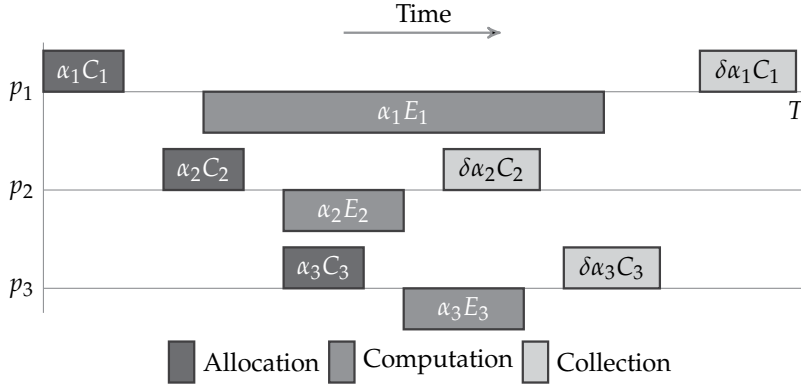 Time
α₁C₁ δα₁C₁
p₁
α₁E₁ T
α₂C₂ δα₂C₂
p₂
α₂E₂
α₃C₃ δα₃C₃
p₃
α₃E₃
Allocation Computation Collection